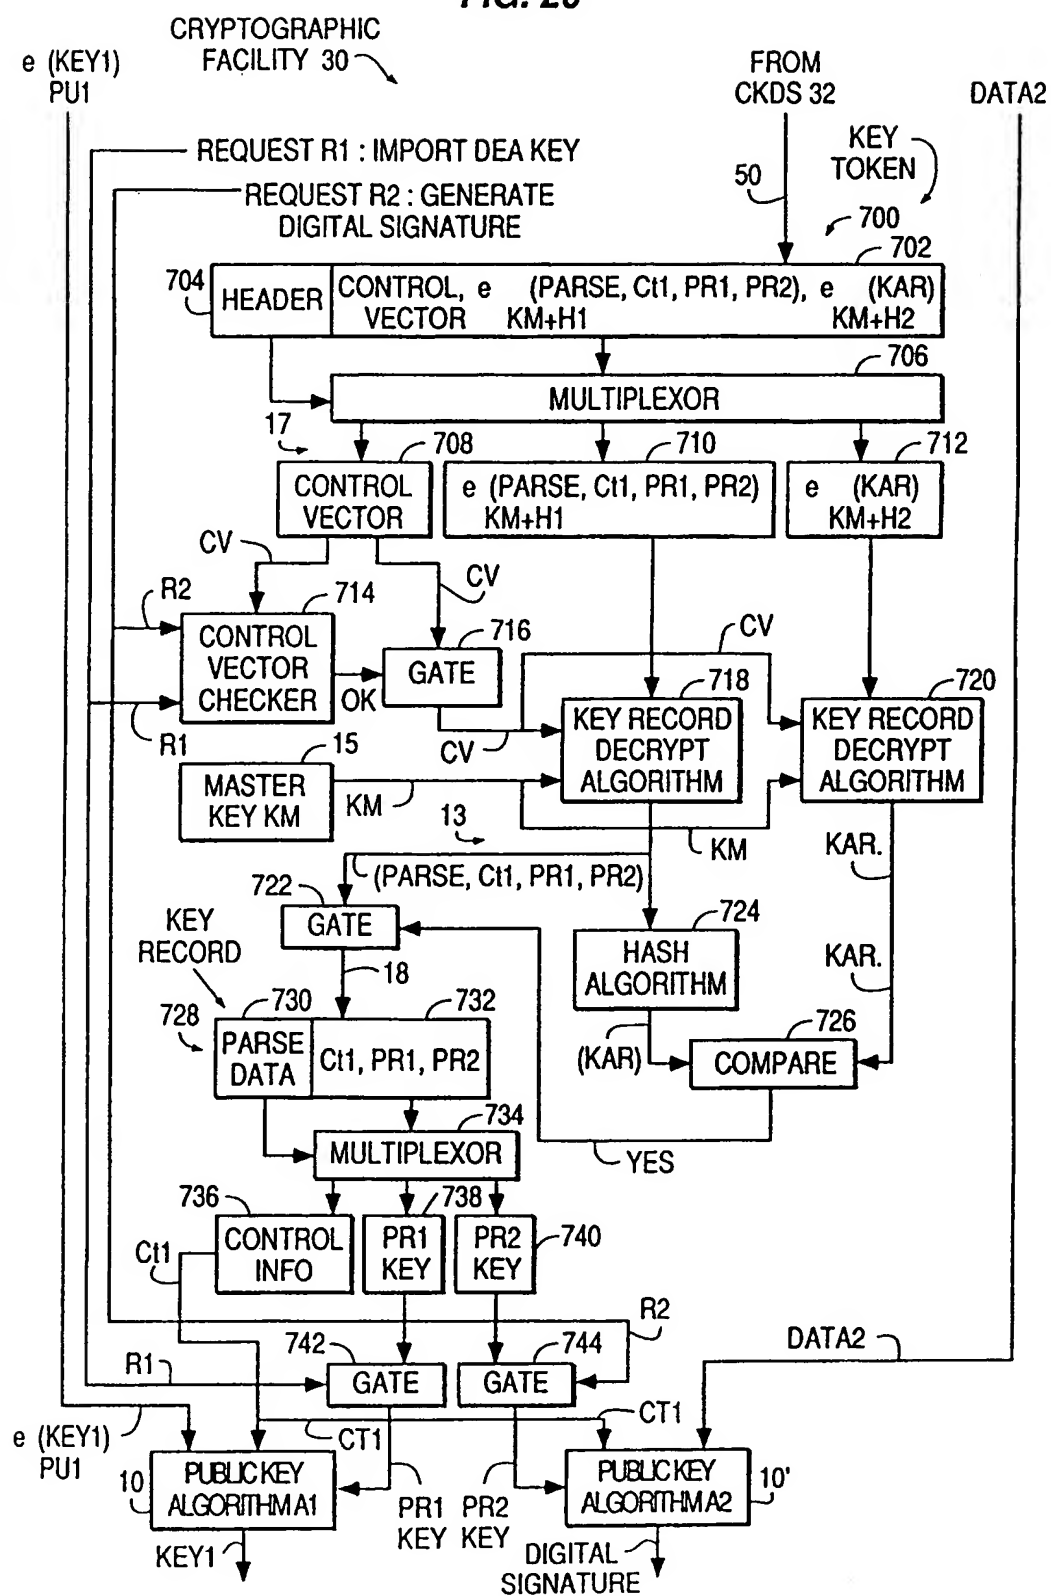 FIG. 20
CRYPTOGRAPHIC
FACILITY 30
e (KEY1)
PU1
FROM
CKDS 32
DATA2
REQUEST R1 : IMPORT DEA KEY
KEY
TOKEN
REQUEST R2 : GENERATE
DIGITAL SIGNATURE
50
700
702
704
HEADER
CONTROL, e (PARSE, Ct1, PR1, PR2), e (KAR)
VECTOR KM+H1 KM+H2
706
MULTIPLEXOR
17
708
710
712
CONTROL
VECTOR
e (PARSE, Ct1, PR1, PR2)
KM+H1
e (KAR)
KM+H2
CV
CV
R2
714
CONTROL
VECTOR
CHECKER
716
GATE
CV
OK
R1
CV
718
KEY RECORD
DECRYPT
ALGORITHM
720
KEY RECORD
DECRYPT
ALGORITHM
15
MASTER
KEY KM
KM
13
KM
KAR.
(PARSE, Ct1, PR1, PR2)
722
GATE
724
HASH
ALGORITHM
KAR.
KEY
RECORD
18
728
730
732
PARSE
DATA
Ct1, PR1, PR2
(KAR)
726
COMPARE
734
MULTIPLEXOR
YES
736
738
740
CONTROL
INFO
PR1
KEY
PR2
KEY
Ct1
R2
742
744
DATA2
R1
GATE
GATE
CT1
CT1
e (KEY1)
PU1
10
PUBLIC KEY
ALGORITHM A1
PR1
KEY
PR2
KEY
PUBLIC KEY
ALGORITHM A2
10'
KEY1
DIGITAL
SIGNATURE